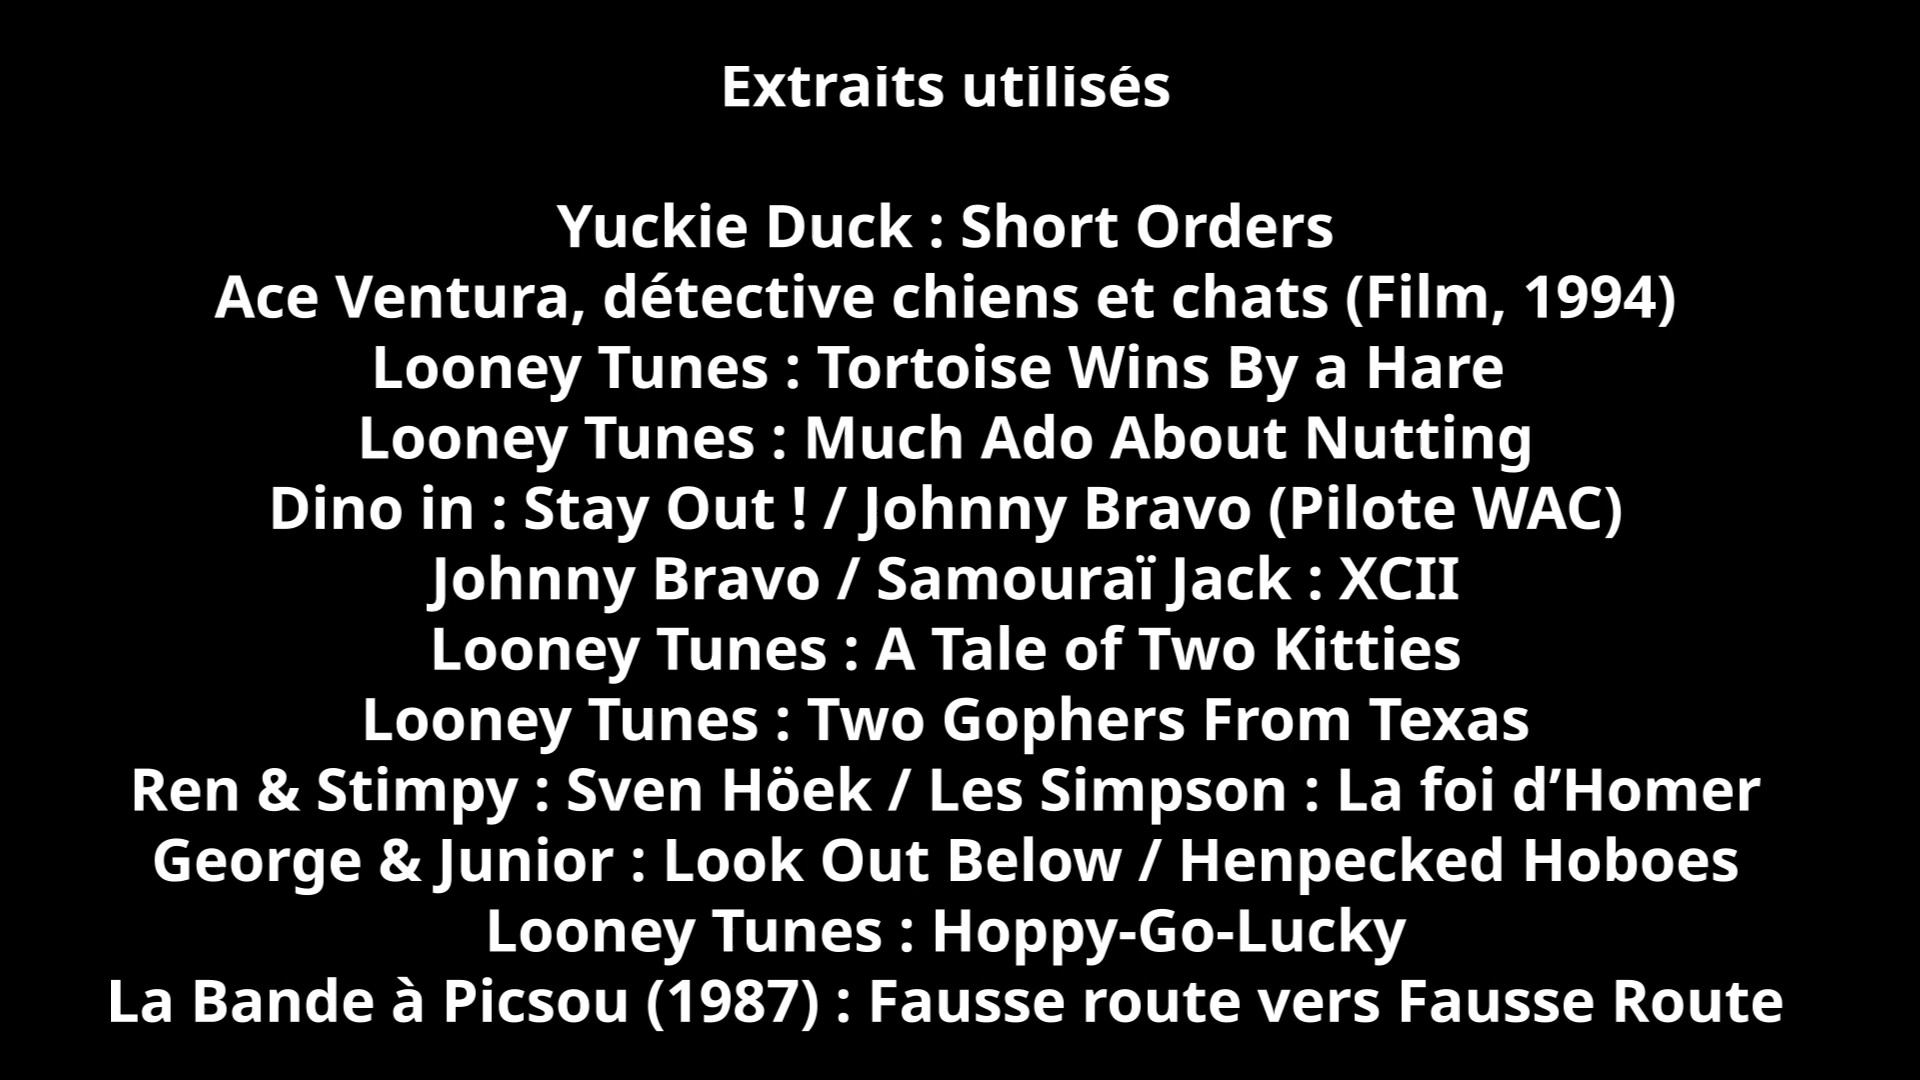 Extraits utilisés
Yuckie Duck : Short Orders
Ace Ventura, détective chiens et chats (Film, 1994)
Looney Tunes : Tortoise Wins By a Hare
Looney Tunes : Much Ado About Nutting
Dino in : Stay Out ! / Johnny Bravo (Pilote WAC)
Johnny Bravo / Samouraï Jack : XCII
Looney Tunes : A Tale of Two Kitties
Looney Tunes : Two Gophers From Texas
Ren & Stimpy : Sven Höek / Les Simpson : La foi d’Homer
George & Junior : Look Out Below / Henpecked Hoboes
Looney Tunes : Hoppy-Go-Lucky
La Bande à Picsou (1987) : Fausse route vers Fausse Route